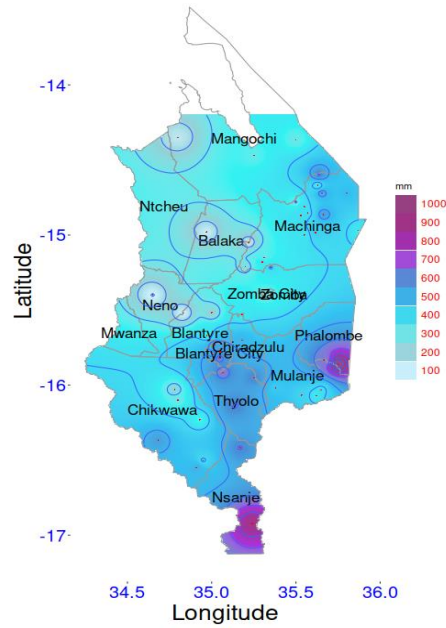 -14
Mangochi
mm
1000
900
800
700
600
500
400
300
200
100
Ntcheu
-15
Machinga
Balaka
Latitude
Zomba City
Zomba
Neno
Mwanza
Blantyre
Phalombe
Chiradzulu
Blantyre City
-16
Mulanje
Thyolo
Chikwawa
Nsanje
-17
34.5 35.0 35.5 36.0
Longitude